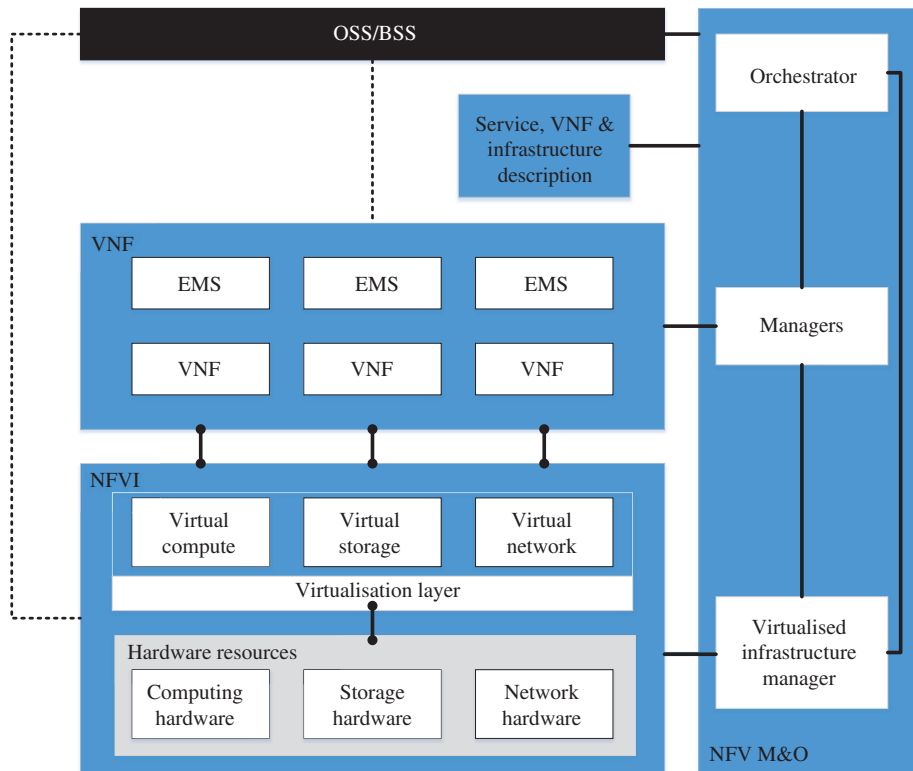 OSS/BSS
Orchestrator
Service, VNF &
infrastructure
description
VNF
EMS
EMS
EMS
Managers
VNF
VNF
VNF
NFVI
Virtual
compute
Virtual
storage
Virtual
network
Virtualisation layer
Virtualised
infrastructure
manager
Hardware resources
Computing
hardware
Storage
hardware
Network
hardware
NFV M&O